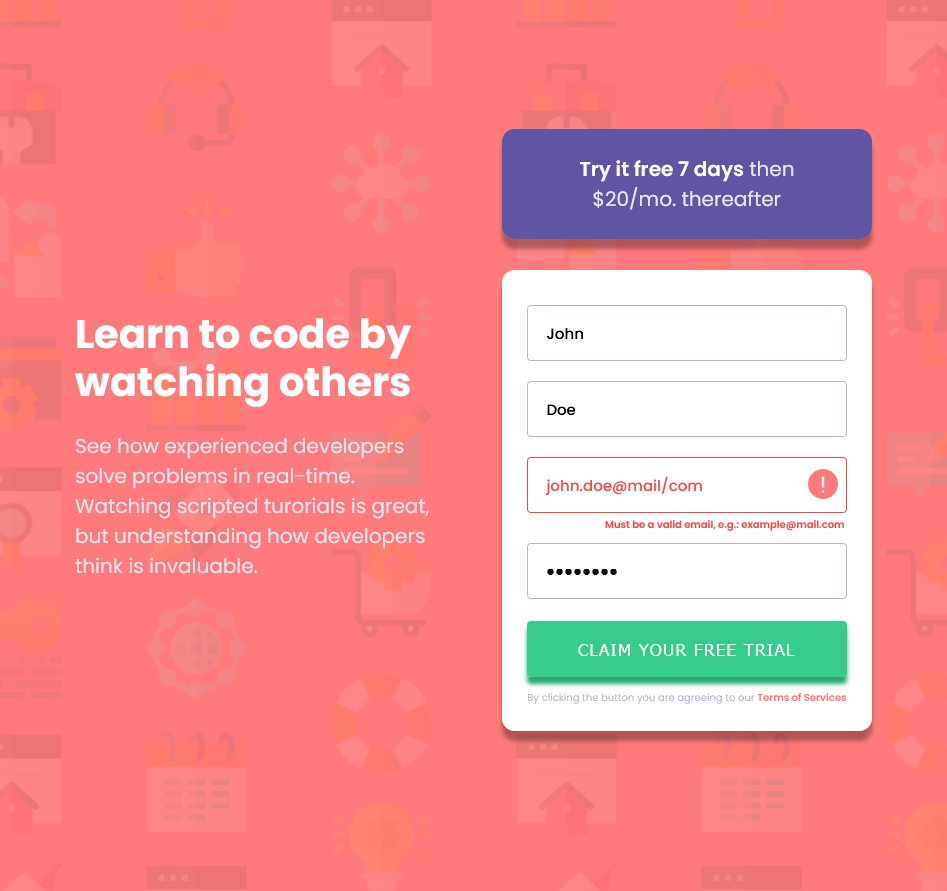 Learn to code by
watching others
See how experienced developers
solve problems in real-time.
Watching scripted turorials is great,
but understanding how developers
think is invaluable.
Try it free 7 days then
$20/mo. thereafter
John
Doe
john.doe@mail/com
Must be a valid email, e.g.: example@mail.com
••••••••
CLAIM YOUR FREE TRIAL
By clicking the button you are agreeing to our Terms of Services